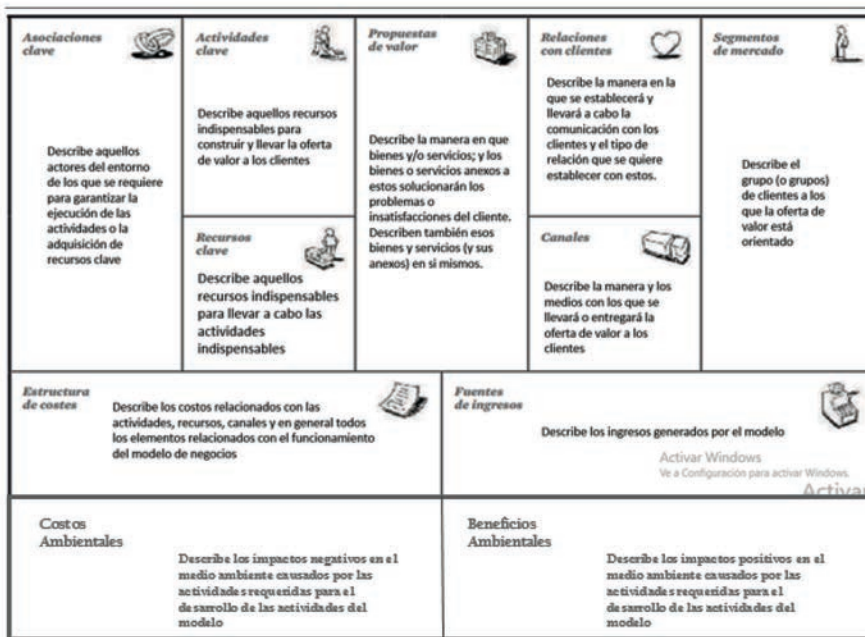 Asociaciones
clave
Describe aquellos
actores del entorno
de los que se requiere
para garantizar la
ejecución de las
actividades o la
adquisición de
recursos clave
Actividades
clave
Describe aquellos recursos
indispensables para
construir y llevar la oferta
de valor a los clientes
Recursos
clave
Describe aquellos
recursos indispensables
para llevar a cabo las
actividades
indispensables
Propuestas
de valor
Describe la manera en que
bienes y/o servicios; y los
bienes o servicios anexos a
estos solucionarán los
problemas o
insatisfacciones del cliente.
Describen también esos
bienes y servicios (y sus
anexos) en si mismos.
Relaciones
con clientes
Describe la manera en la
que se establecerá y
llevará a cabo la
comunicación con los
clientes y el tipo de
relación que se quiere
establecer con estos.
Canales
Describe la manera y los
medios con los que se
llevará o entregará la
oferta de valor a los
clientes
Segmentos
de mercado
Describe el
grupo (o grupos)
de clientes a los
que la oferta de
valor está
orientado
Estructura
de costes
Describe los costos relacionados con las
actividades, recursos, canales y en general todos
los elementos relacionados con el funcionamiento
del modelo de negocios
Fuentes
de ingresos
Describe los ingresos generados por el modelo
Activar Windows
Ve a Configuración para activar Windows.
Activar
Costos
Ambientales
Describe los impactos negativos en el
medio ambiente causados por las
actividades requeridas para el
desarrollo de las actividades del
modelo
Beneficios
Ambientales
Describe los impactos positivos en el
medio ambiente causados por las
actividades requeridas para el
desarrollo de las actividades del
modelo